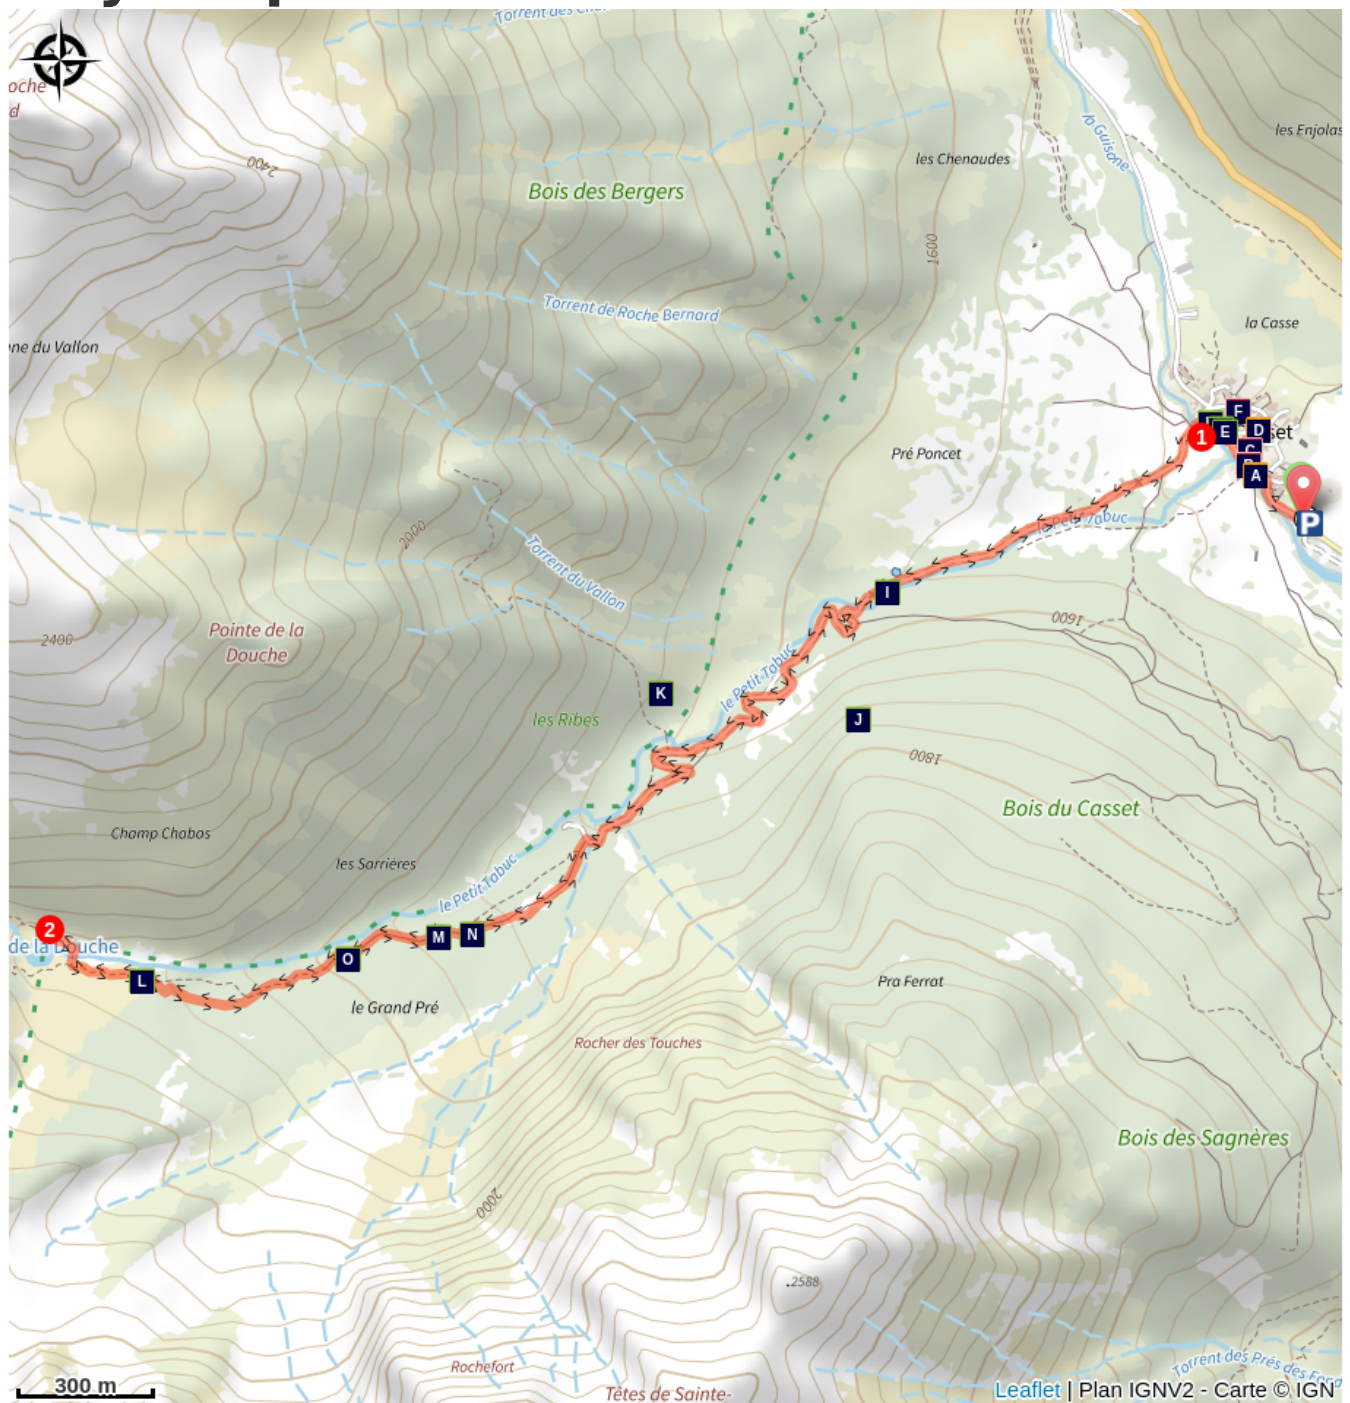 Torrent des
oche
d
2400
les Enjolas
les Chenaudes
la Guisane
Bois des Bergers
1600
Torrent de Roche Bernard
la Casse
ne du Vallon
F
E
D
set
1
C
A
Pré Poncet
P
le Petit Tabuc
2000
Torrent du Vallon
I
1600
Pointe de la
Douche
2400
le Petit Tabuc
K
J
les Ribes
1800
Bois du Casset
Champ Chabas
les Sarrières
le Petit Tabuc
2
de la Douche
M
N
O
L
Pra Ferrat
le Grand Pré
Rocher des Touches
Bois des Sagnères
2000
.2588
Rochefort
Torrent des Prés des
300 m
Têtes de Sainte-
Leaflet | Plan IGNV2 - Carte © IGN